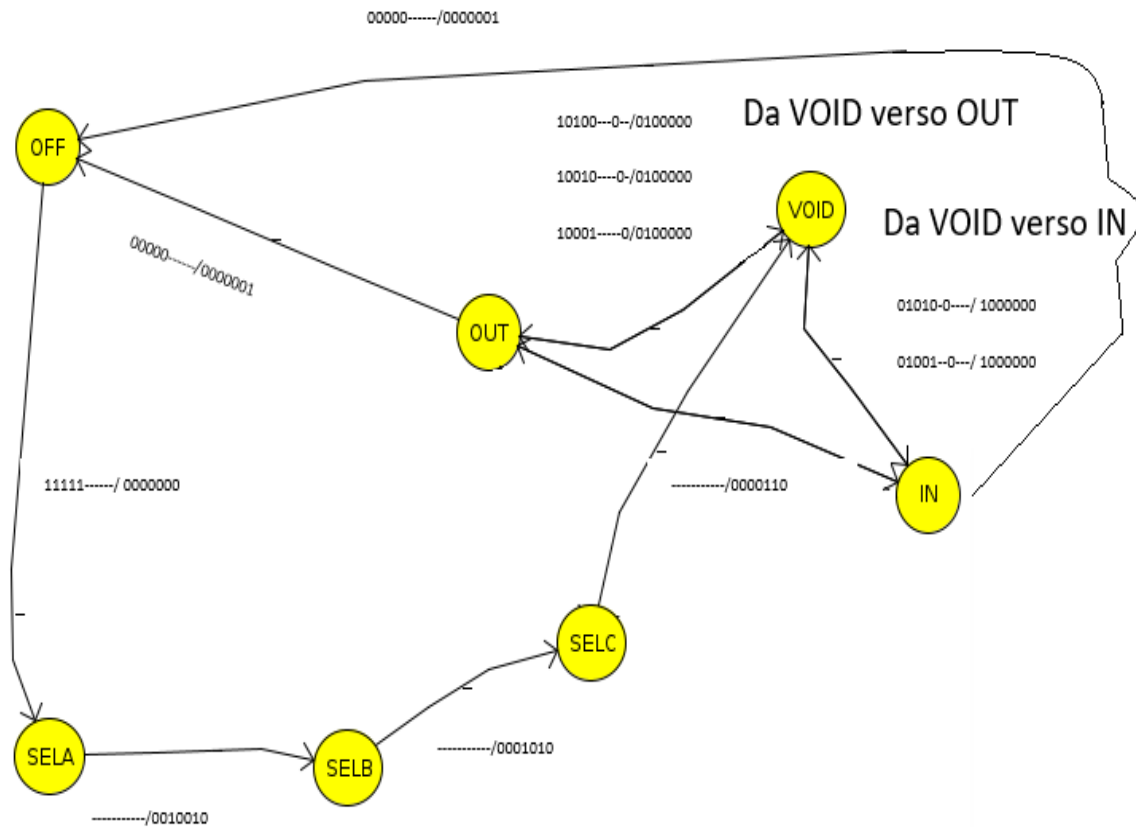 00000------/0000001
10100---0--/0100000
Da VOID verso OUT
OFF
10010----0-/0100000
VOID
Da VOID verso IN
10001-----0/0100000
00000------/0000001
01010-0----/ 1000000
OUT
01001--0---/ 1000000
11111------/ 0000000
-----------/0000110
IN
SELC
SELA
SELB
-----------/0001010
-----------/0010010